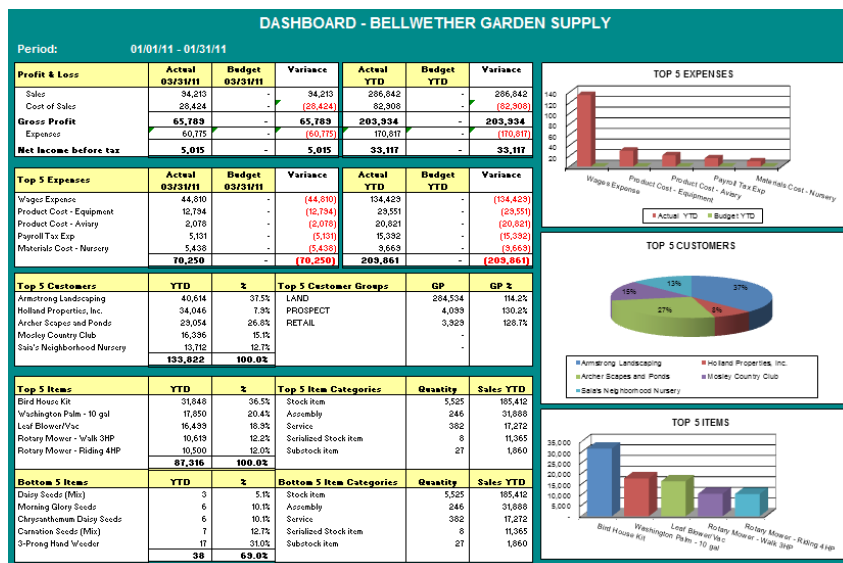 DASHBOARD - BELLWETHER GARDEN SUPPLY
Period: 01/01/11 - 01/31/11
Profit & Loss Actual 03/31/11 Budget 03/31/11 Variance Actual YTD Budget YTD Variance
Sales 94,213 - 94,213 286,842 - 286,842
Cost of Sales 28,424 - (28,424) 82,908 - (82,908)
Gross Profit 65,789 - 65,789 203,934 - 203,934
Expenses 60,775 - (60,775) 170,817 - (170,817)
Net Income before tax 5,015 - 5,015 33,117 - 33,117
Top 5 Expenses Actual 03/31/11 Budget 03/31/11 Variance Actual YTD Budget YTD Variance
Wages Expense 44,810 - (44,810) 134,429 - (134,429)
Product Cost - Equipment 12,794 - (12,794) 29,551 - (29,551)
Product Cost - Aviary 2,078 - (2,078) 20,821 - (20,821)
Payroll Tax Exp 5,131 - (5,131) 15,392 - (15,392)
Materials Cost - Nursery 5,438 - (5,438) 9,669 - (9,669)
70,250 - (70,250) 209,861 - (209,861)
Top 5 Customers YTD % Top 5 Customer Groups GP GP %
Armstrong Landscaping 40,614 37.5% LAND 284,534 114.2%
Holland Properties, Inc. 34,046 7.9% PROSPECT 4,099 130.2%
Archer Scapes and Ponds 29,054 26.8% RETAIL 3,929 128.7%
Mosley Country Club 16,396 15.1% -
Saia's Neighborhood Nursery 13,712 12.7% -
133,822 100.0%
Top 5 Items YTD % Top 5 Item Categories Quantity Sales YTD
Bird House Kit 31,848 36.5% Stock item 5,525 185,412
Washington Palm - 10 gal 17,850 20.4% Assembly 246 31,888
Leaf Blower/Vac 16,499 18.9% Service 382 17,272
Rotary Mower - Walk 3HP 10,619 12.2% Serialized Stock item 8 11,365
Rotary Mower - Riding 4HP 10,500 12.0% Substock item 27 1,860
87,316 100.0%
Bottom 5 Items YTD % Bottom 5 Item Categories Quantity Sales YTD
Daisy Seeds (Mix) 3 5.1% Stock item 5,525 185,412
Morning Glory Seeds 6 10.1% Assembly 246 31,888
Chrysanthemum Daisy Seeds 6 10.1% Service 382 17,272
Carnation Seeds (Mix) 7 12.7% Serialized Stock item 8 11,365
3-Prong Hand Weeder 17 31.0% Substock item 27 1,860
38 69.0%
TOP 5 EXPENSES
140
120
100
80
60
40
20
Wages Expense
Product Cost - Equipment
Product Cost - Aviary
Payroll Tax Exp
Materials Cost - Nursery
Actual YTD Budget YTD
TOP 5 CUSTOMERS
13%
15%
37%
27%
8%
Armstrong Landscaping Holland Properties, Inc.
Archer Scapes and Ponds Mosley Country Club
Saia's Neighborhood Nursery
TOP 5 ITEMS
35,000
30,000
25,000
20,000
15,000
10,000
5,000
-
Bird House Kit
Washington Palm - 10 gal
Leaf Blower/Vac
Rotary Mower - Walk 3HP
Rotary Mower - Riding 4HP